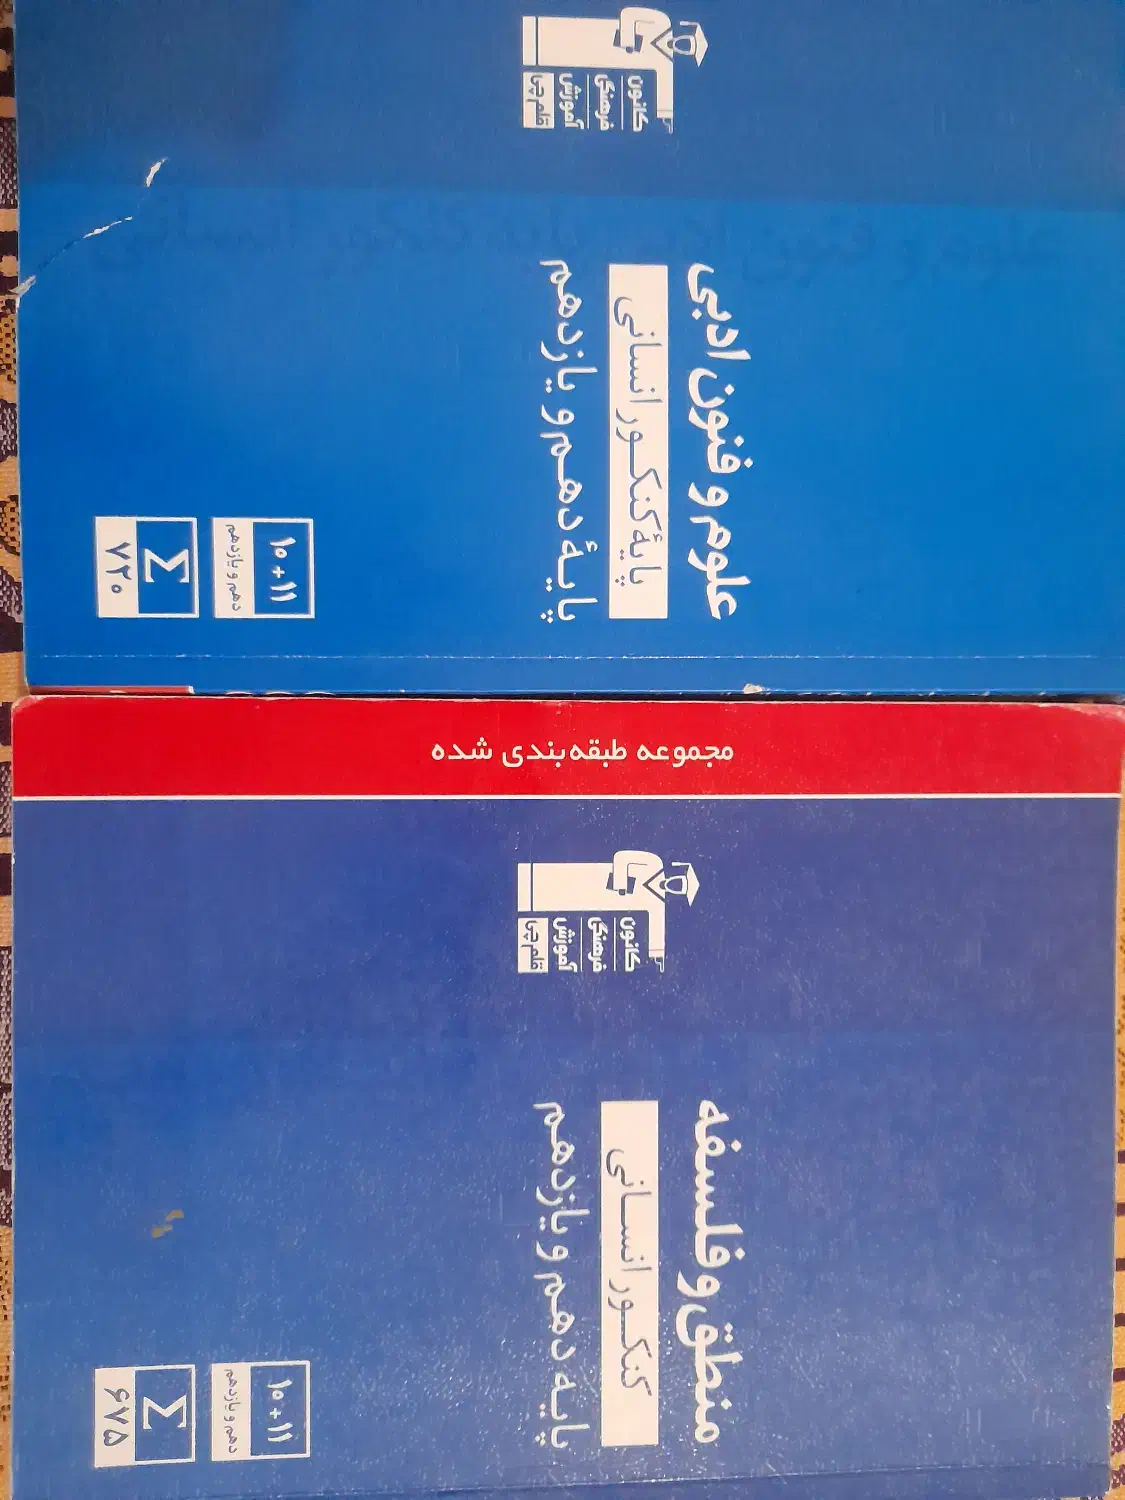 کانون
فرهنگی
آموزش
قلم‌چی
علوم و فنون ادبی
پایهٔ کنکور انسانی
پایهٔ دهم و یازدهم
۱۰+۱۱
دهم و یازدهم
Σ
۷۲۰
مجموعه طبقه‌بندی شده
کانون
فرهنگی
آموزش
قلم‌چی
منطق و فلسفه
کنکور انسانی
پایه دهم و یازدهم
۱۰+۱۱
دهم و یازدهم
Σ
۶۷۵